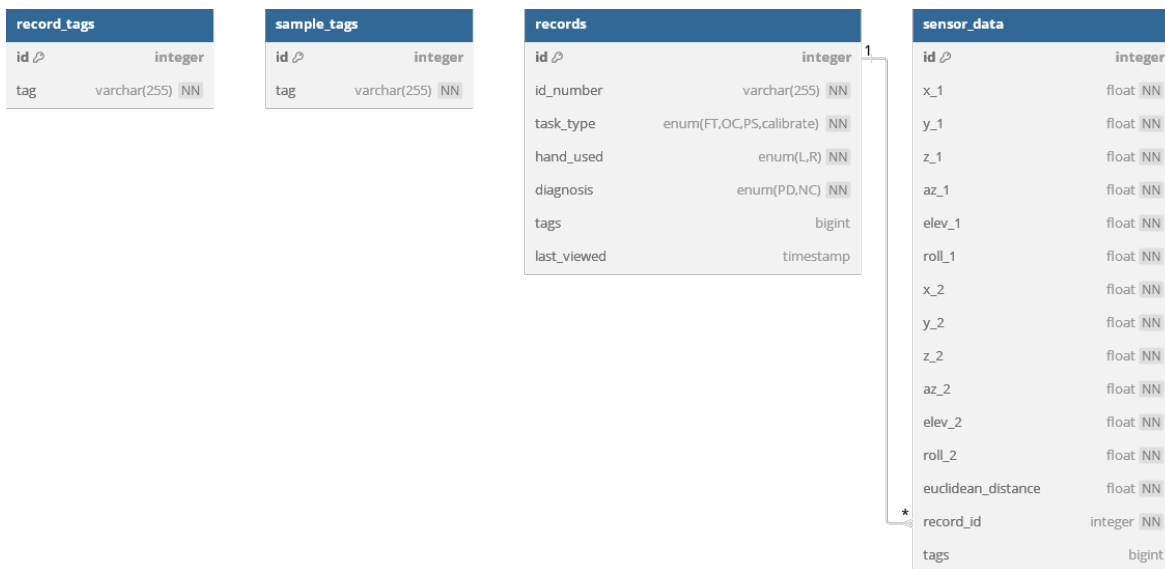 record_tags
id integer
tag varchar(255) NN
sample_tags
id integer
tag varchar(255) NN
records
id integer
id_number varchar(255) NN
task_type enum(FT,OC,PS,calibrate) NN
hand_used enum(L,R) NN
diagnosis enum(PD,NC) NN
tags bigint
last_viewed timestamp
1
*
sensor_data
id integer
x_1 float NN
y_1 float NN
z_1 float NN
az_1 float NN
elev_1 float NN
roll_1 float NN
x_2 float NN
y_2 float NN
z_2 float NN
az_2 float NN
elev_2 float NN
roll_2 float NN
euclidean_distance float NN
record_id integer NN
tags bigint